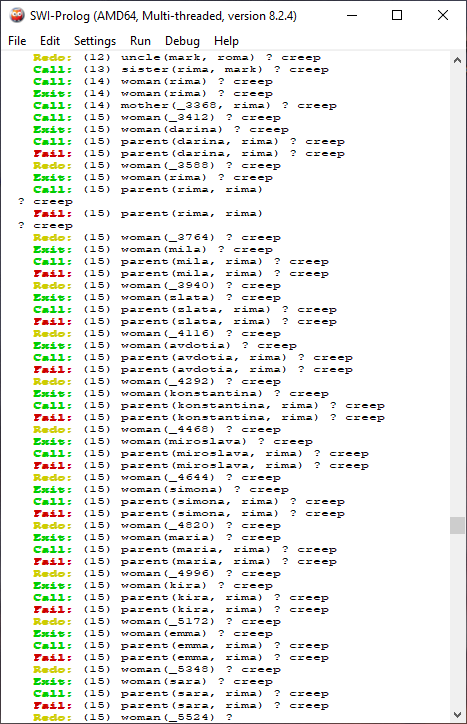 SWI-Prolog (AMD64, Multi-threaded, version 8.2.4)
File Edit Settings Run Debug Help
Redo: (12) uncle(mark, roma) ? creep
Call: (13) sister(rima, mark) ? creep
Call: (14) woman(rima) ? creep
Exit: (14) woman(rima) ? creep
Call: (14) mother(_3368, rima) ? creep
Call: (15) woman(_3412) ? creep
Exit: (15) woman(darina) ? creep
Call: (15) parent(darina, rima) ? creep
Fail: (15) parent(darina, rima) ? creep
Redo: (15) woman(_3588) ? creep
Exit: (15) woman(rima) ? creep
Call: (15) parent(rima, rima)
? creep
Fail: (15) parent(rima, rima)
? creep
Redo: (15) woman(_3764) ? creep
Exit: (15) woman(mila) ? creep
Call: (15) parent(mila, rima) ? creep
Fail: (15) parent(mila, rima) ? creep
Redo: (15) woman(_3940) ? creep
Exit: (15) woman(zlata) ? creep
Call: (15) parent(zlata, rima) ? creep
Fail: (15) parent(zlata, rima) ? creep
Redo: (15) woman(_4116) ? creep
Exit: (15) woman(avdotia) ? creep
Call: (15) parent(avdotia, rima) ? creep
Fail: (15) parent(avdotia, rima) ? creep
Redo: (15) woman(_4292) ? creep
Exit: (15) woman(konstantina) ? creep
Call: (15) parent(konstantina, rima) ? creep
Fail: (15) parent(konstantina, rima) ? creep
Redo: (15) woman(_4468) ? creep
Exit: (15) woman(miroslava) ? creep
Call: (15) parent(miroslava, rima) ? creep
Fail: (15) parent(miroslava, rima) ? creep
Redo: (15) woman(_4644) ? creep
Exit: (15) woman(simona) ? creep
Call: (15) parent(simona, rima) ? creep
Fail: (15) parent(simona, rima) ? creep
Redo: (15) woman(_4820) ? creep
Exit: (15) woman(maria) ? creep
Call: (15) parent(maria, rima) ? creep
Fail: (15) parent(maria, rima) ? creep
Redo: (15) woman(_4996) ? creep
Exit: (15) woman(kira) ? creep
Call: (15) parent(kira, rima) ? creep
Fail: (15) parent(kira, rima) ? creep
Redo: (15) woman(_5172) ? creep
Exit: (15) woman(emma) ? creep
Call: (15) parent(emma, rima) ? creep
Fail: (15) parent(emma, rima) ? creep
Redo: (15) woman(_5348) ? creep
Exit: (15) woman(sara) ? creep
Call: (15) parent(sara, rima) ? creep
Fail: (15) parent(sara, rima) ? creep
Redo: (15) woman(_5524) ?